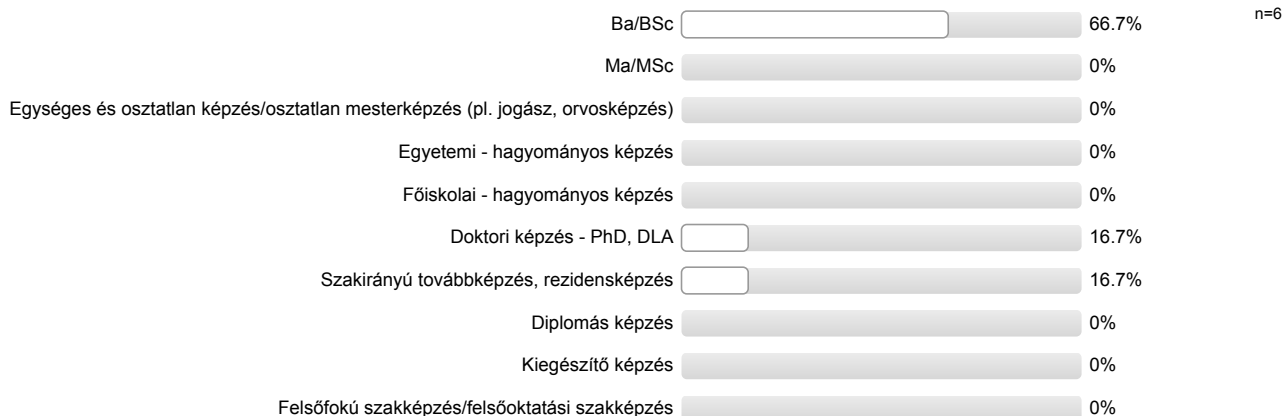 n=6
Ba/BSc 66.7%
Ma/MSc 0%
Egységes és osztatlan képzés/osztatlan mesterképzés (pl. jogász, orvosképzés) 0%
Egyetemi - hagyományos képzés 0%
Főiskolai - hagyományos képzés 0%
Doktori képzés - PhD, DLA 16.7%
Szakirányú továbbképzés, rezidensképzés 16.7%
Diplomás képzés 0%
Kiegészítő képzés 0%
Felsőfokú szakképzés/felsőoktatási szakképzés 0%